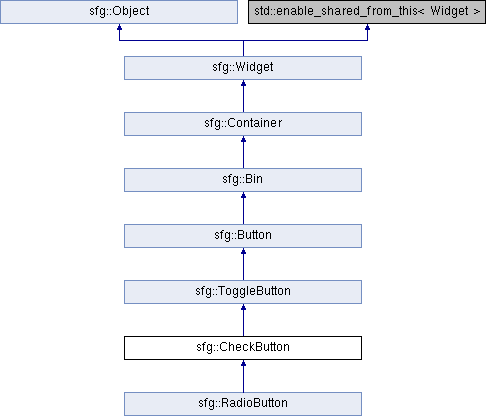 sfg::Object
std::enable_shared_from_this< Widget >
sfg::Widget
sfg::Container
sfg::Bin
sfg::Button
sfg::ToggleButton
sfg::CheckButton
sfg::RadioButton